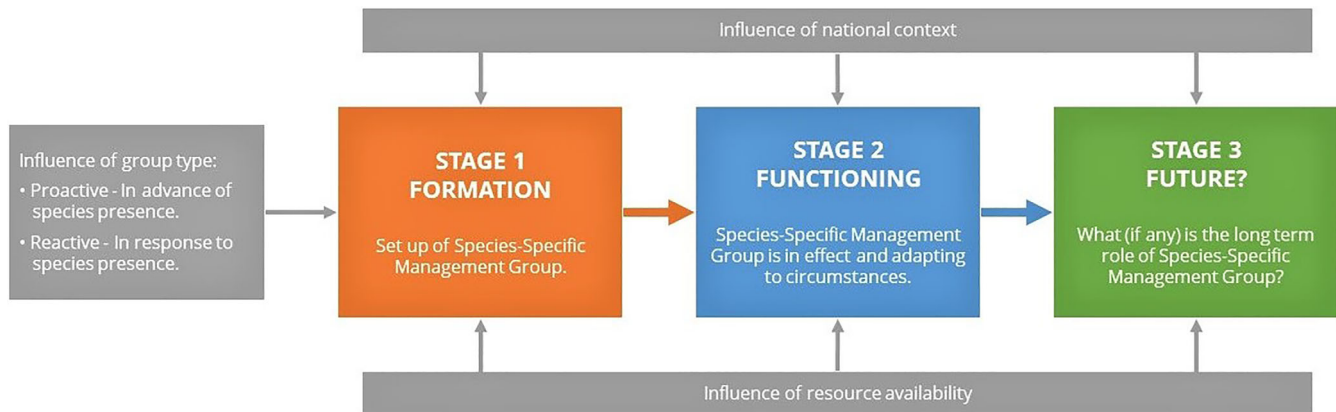 Influence of national context
Influence of group type:
• Proactive - In advance of
species presence.
• Reactive - In response to
species presence.
STAGE 1
FORMATION
Set up of Species-Specific
Management Group.
STAGE 2
FUNCTIONING
Species-Specific Management
Group is in effect and adapting
to circumstances.
STAGE 3
FUTURE?
What (if any) is the long term
role of Species-Specific
Management Group?
Influence of resource availability